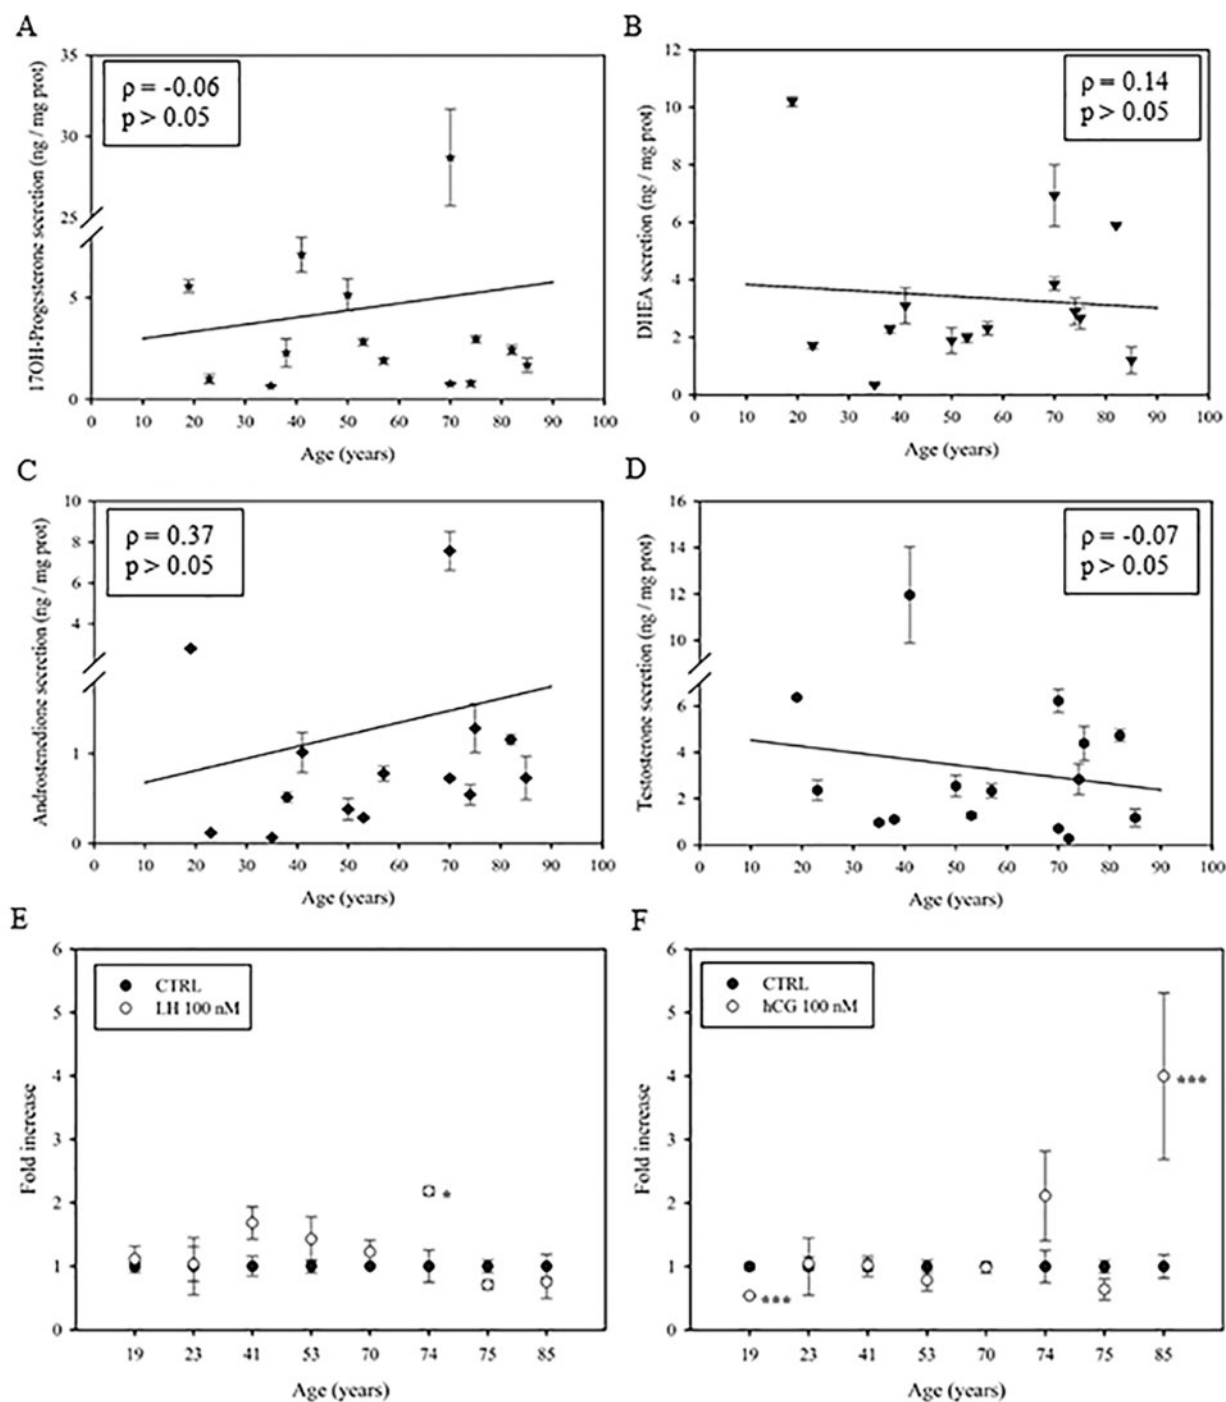 A
17OH-Progesterone secretion (ng / mg prot)
35
30
25
5
0
ρ = -0.06
p > 0.05
0 10 20 30 40 50 60 70 80 90 100
Age (years)
B
DHEA secretion (ng / mg prot)
12
10
8
6
4
2
0
ρ = 0.14
p > 0.05
0 10 20 30 40 50 60 70 80 90 100
Age (years)
C
Androstenedione secretion (ng / mg prot)
10
8
6
4
1
0
ρ = 0.37
p > 0.05
0 10 20 30 40 50 60 70 80 90 100
Age (years)
D
Testosterone secretion (ng / mg prot)
16
14
12
10
6
4
2
0
ρ = -0.07
p > 0.05
0 10 20 30 40 50 60 70 80 90 100
Age (years)
E
Fold increase
6
5
4
3
2
1
0
CTRL
LH 100 nM
*
19 23 41 53 70 74 75 85
Age (years)
F
Fold increase
6
5
4
3
2
1
0
CTRL
hCG 100 nM
***
***
19 23 41 53 70 74 75 85
Age (years)